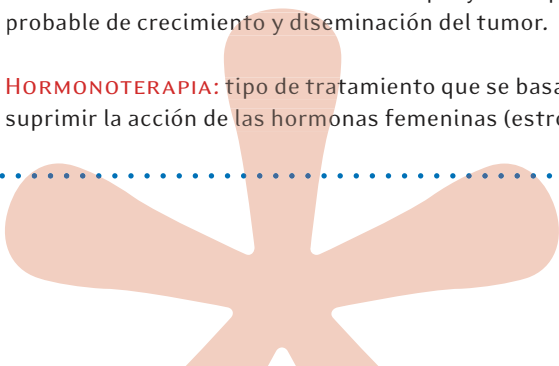 probable de crecimiento y diseminación del tumor.
HORMONOTERAPIA: tipo de tratamiento que se basa
suprimir la acción de las hormonas femeninas (estró